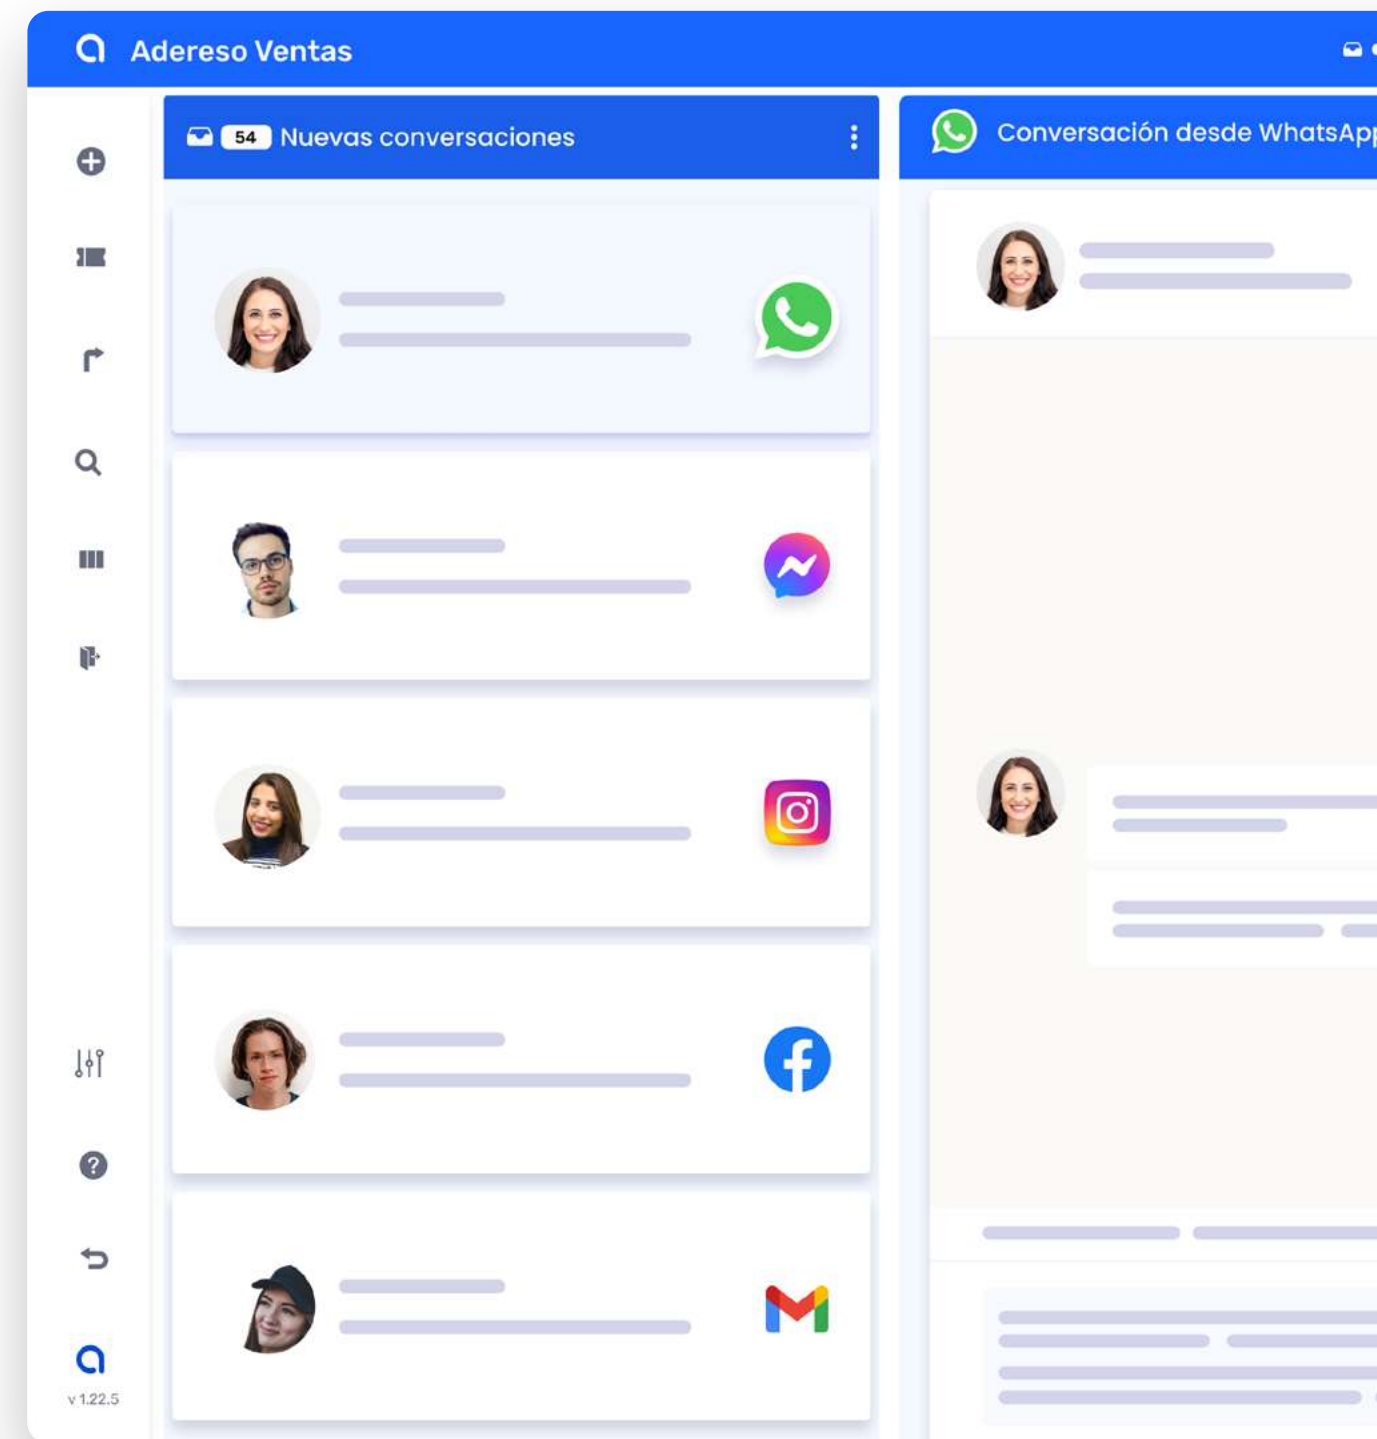 Adereso Ventas
54 Nuevas conversaciones
Conversación desde WhatsApp
v 1.22.5